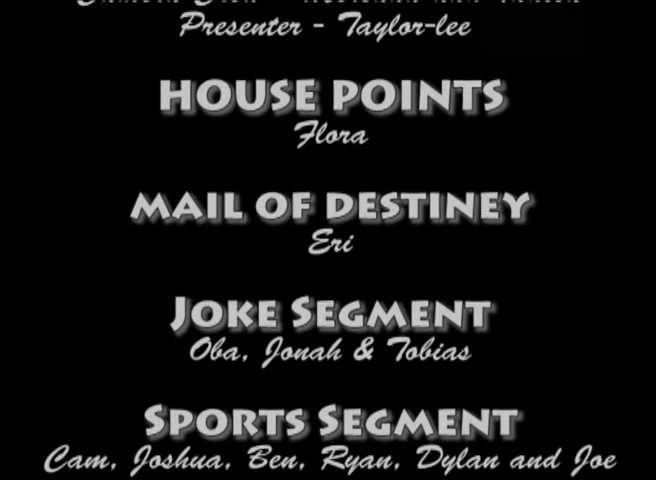 Presenter - Taylor-lee
HOUSE POINTS
Flora
MAIL OF DESTINEY
Eri
JOKE SEGMENT
Oba, Jonah & Tobias
SPORTS SEGMENT
Cam, Joshua, Ben, Ryan, Dylan and Joe